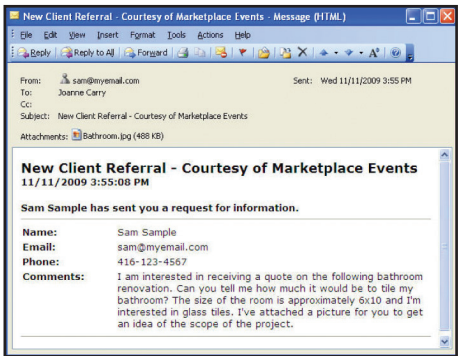 New Client Referral - Courtesy of Marketplace Events - Message (HTML)
File Edit View Insert Format Tools Actions Help
Reply Reply to All Forward
From: sam@myemail.com Sent: Wed 11/11/2009 3:55 PM
To: Joanne Carry
Cc:
Subject: New Client Referral - Courtesy of Marketplace Events
Attachments: Bathroom.jpg (488 KB)
New Client Referral - Courtesy of Marketplace Events
11/11/2009 3:55:08 PM
Sam Sample has sent you a request for information.
Name: Sam Sample
Email: sam@myemail.com
Phone: 416-123-4567
Comments: I am interested in receiving a quote on the following bathroom
renovation. Can you tell me how much it would be to tile my
bathroom? The size of the room is approximately 6x10 and I'm
interested in glass tiles. I've attached a picture for you to get
an idea of the scope of the project.